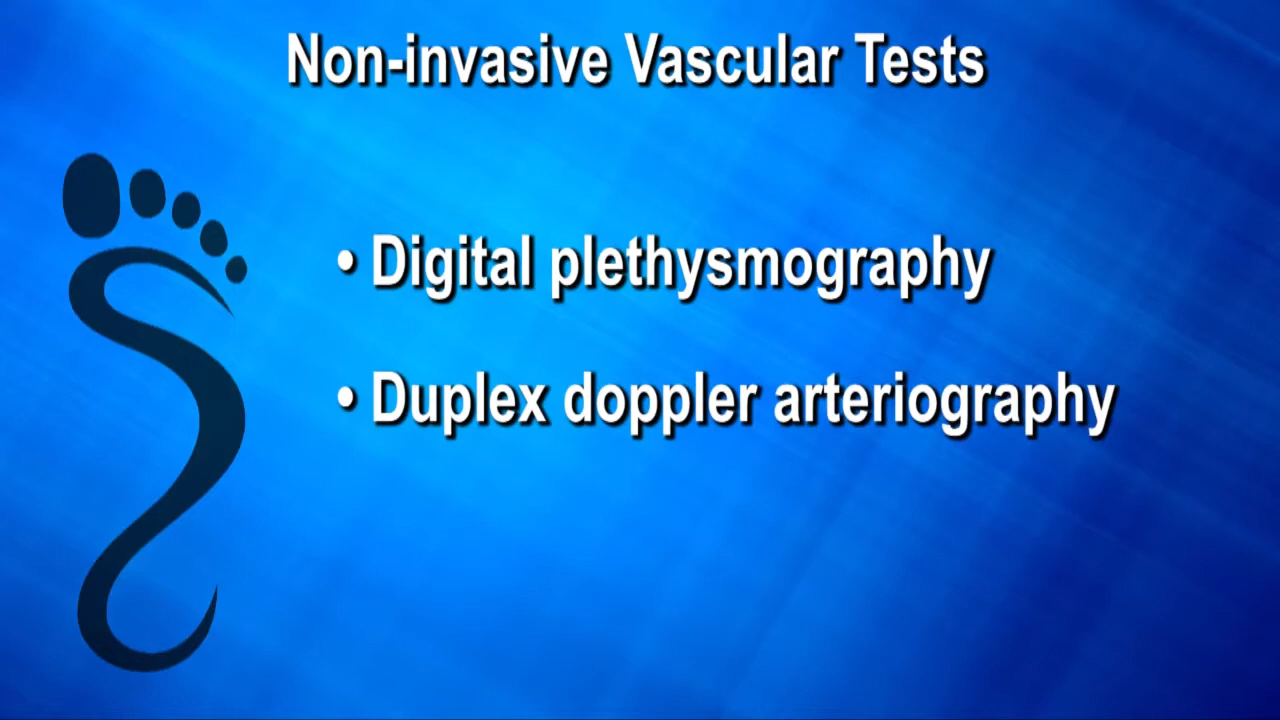 Non-invasive Vascular Tests
• Digital plethysmography
• Duplex doppler arteriography